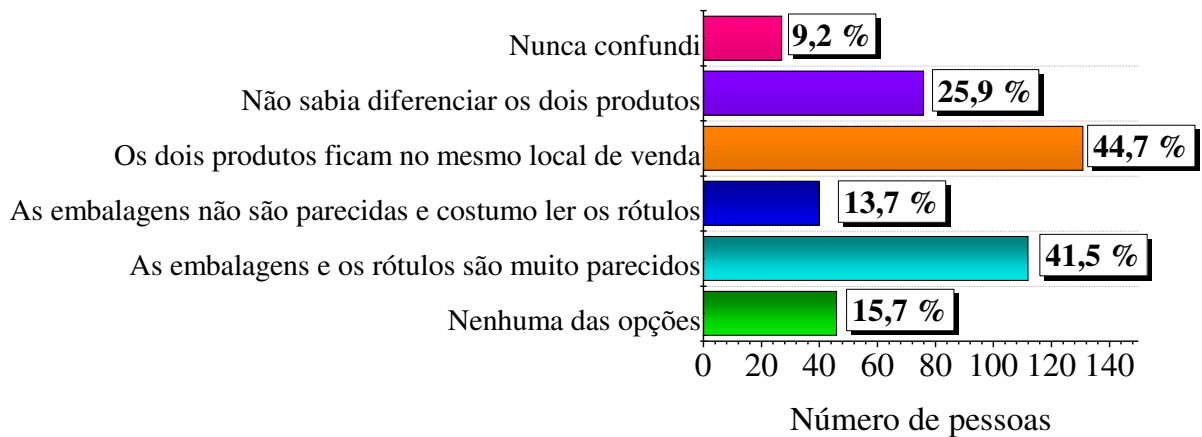 Nunca confundi
9,2 %
Não sabia diferenciar os dois produtos
25,9 %
Os dois produtos ficam no mesmo local de venda
44,7 %
As embalagens não são parecidas e costumo ler os rótulos
13,7 %
As embalagens e os rótulos são muito parecidos
41,5 %
Nenhuma das opções
15,7 %
0 20 40 60 80 100 120 140
Número de pessoas